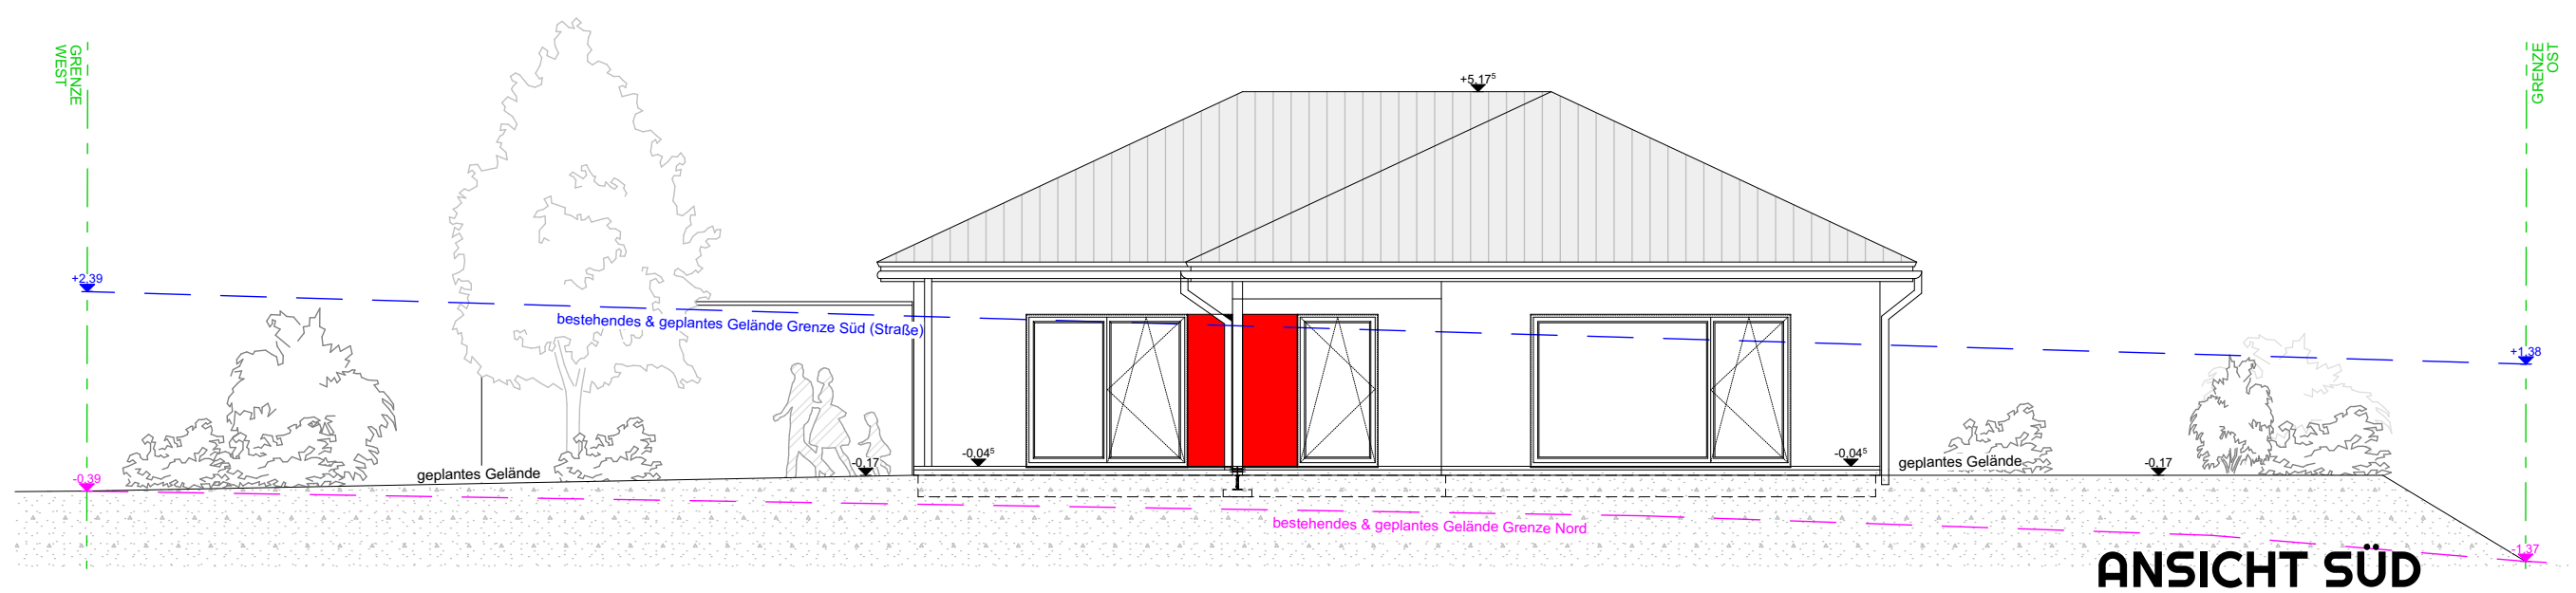 GRENZE
WEST
GRENZE
OST
+5.17⁵
+2.39
bestehendes & geplantes Gelände Grenze Süd (Straße)
+1.38
-0.39
geplantes Gelände
-0.17
-0.04⁵
-0.04⁵
geplantes Gelände
-0.17
bestehendes & geplantes Gelände Grenze Nord
-1.37
ANSICHT SÜD